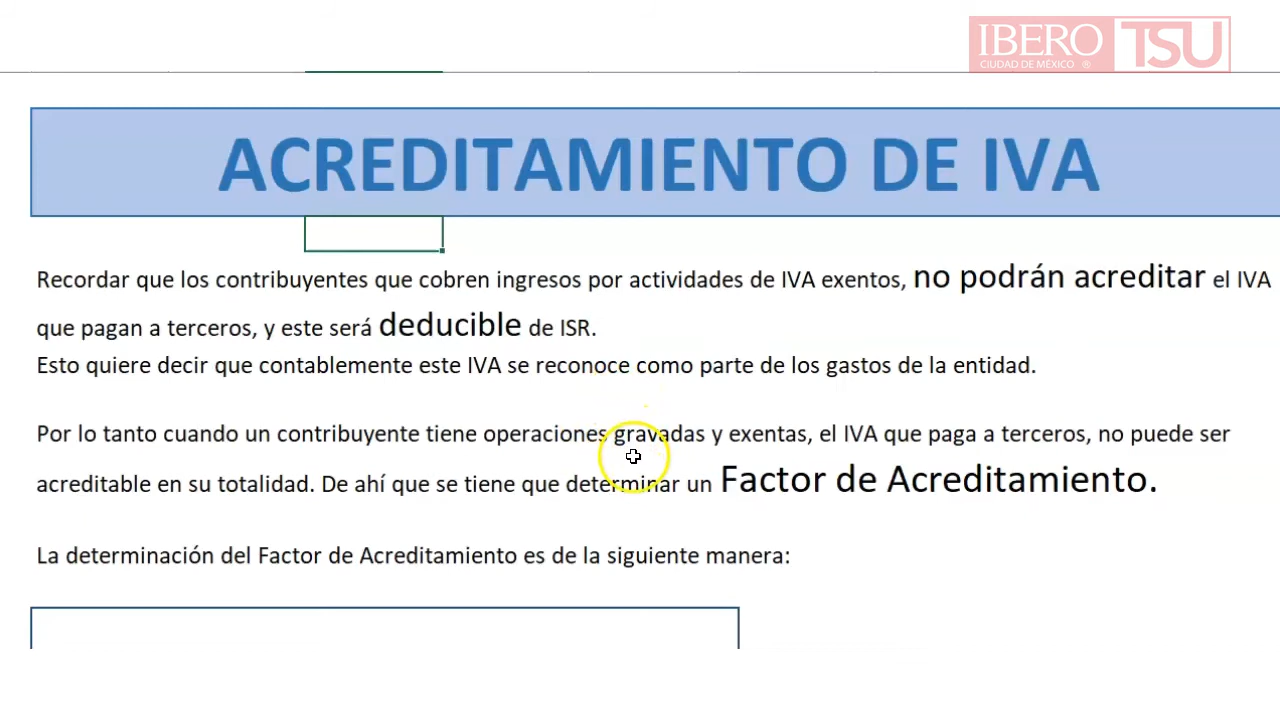 IBERO TSU
CIUDAD DE MÉXICO ®
ACREDITAMIENTO DE IVA
Recordar que los contribuyentes que cobren ingresos por actividades de IVA exentos, no podrán acreditar el IVA
que pagan a terceros, y este será deducible de ISR.
Esto quiere decir que contablemente este IVA se reconoce como parte de los gastos de la entidad.
Por lo tanto cuando un contribuyente tiene operaciones gravadas y exentas, el IVA que paga a terceros, no puede ser
acreditable en su totalidad. De ahí que se tiene que determinar un Factor de Acreditamiento.
La determinación del Factor de Acreditamiento es de la siguiente manera: